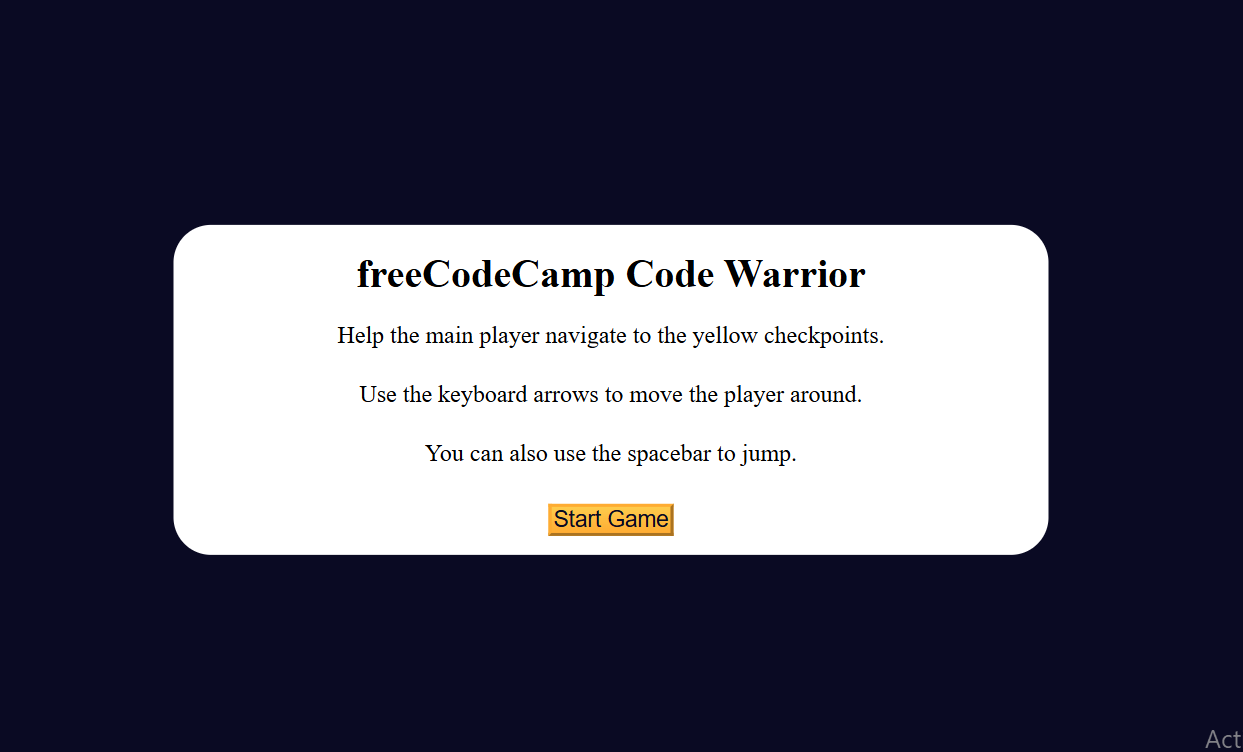 freeCodeCamp Code Warrior
Help the main player navigate to the yellow checkpoints.
Use the keyboard arrows to move the player around.
You can also use the spacebar to jump.
Start Game
Act